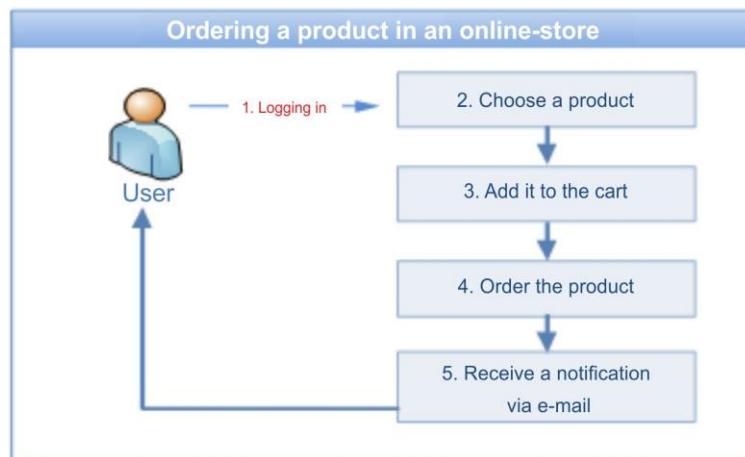 Ordering a product in an online-store
1. Logging in
2. Choose a product
User
3. Add it to the cart
4. Order the product
5. Receive a notification
via e-mail